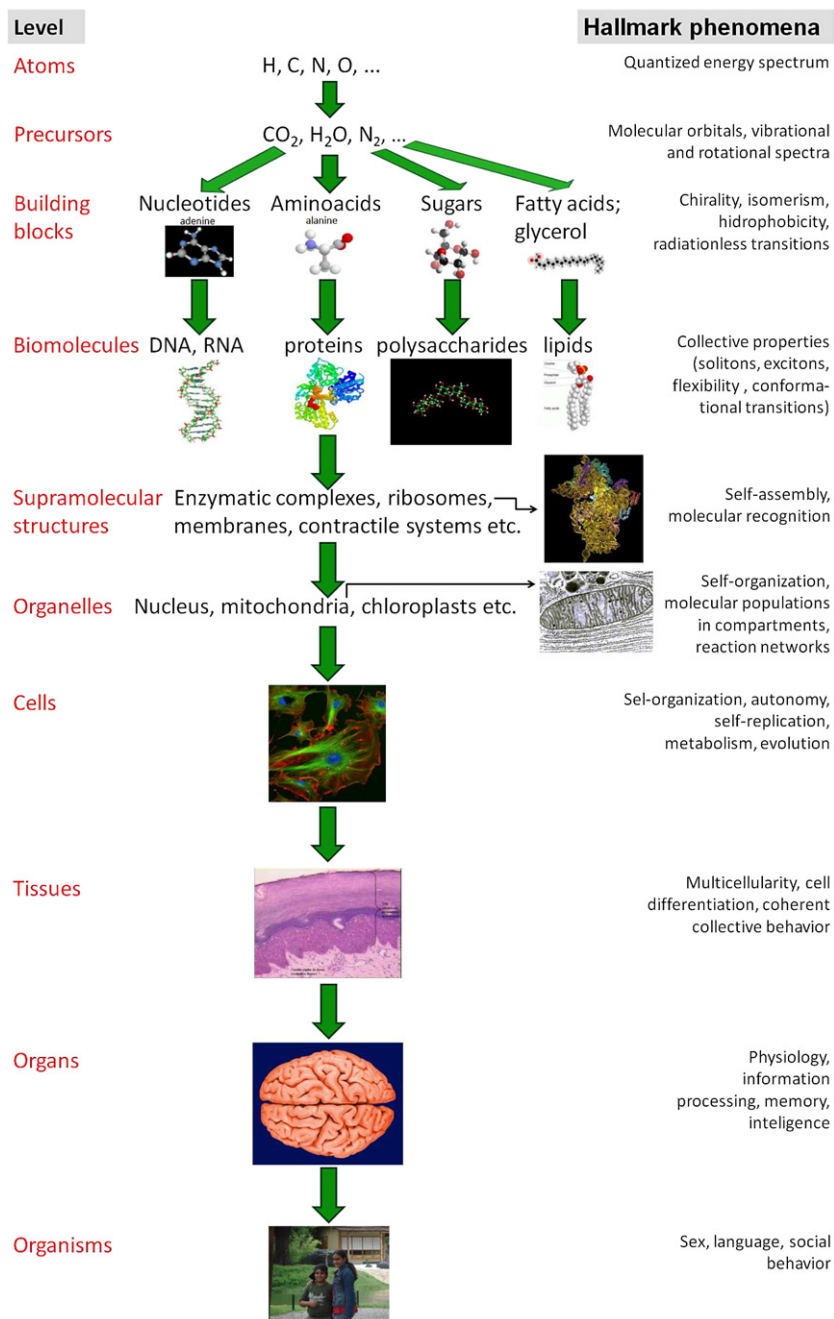 Level
Hallmark phenomena
Atoms
H, C, N, O, ...
Quantized energy spectrum
Precursors
CO₂, H₂O, N₂, ...
Molecular orbitals, vibrational
and rotational spectra
Building
blocks
Nucleotides
adenine
Aminoacids
alanine
Sugars
Fatty acids;
glycerol
Chirality, isomerism,
hidrophobicity,
radiationless transitions
Biomolecules
DNA, RNA
proteins
polysaccharides
lipids
Collective properties
(solitons, excitons,
flexibility , conforma-
tional transitions)
Supramolecular
structures
Enzymatic complexes, ribosomes,
membranes, contractile systems etc.
Self-assembly,
molecular recognition
Organelles
Nucleus, mitochondria, chloroplasts etc.
Self-organization,
molecular populations
in compartments,
reaction networks
Cells
Sel-organization, autonomy,
self-replication,
metabolism, evolution
Tissues
Multicellularity, cell
differentiation, coherent
collective behavior
Organs
Physiology,
information
processing, memory,
inteligence
Organisms
Sex, language, social
behavior